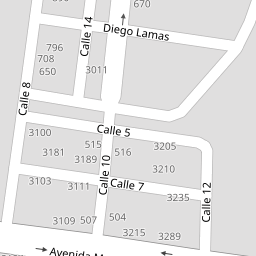 670
Calle 14
Diego Lamas
796
708
650
3011
Calle 8
3100
Calle 5
515
516
3205
3181
3189
3210
Calle 10
3103
3111
Calle 7
3235
Calle 12
3109
507
504
3215
3289
Avenida M